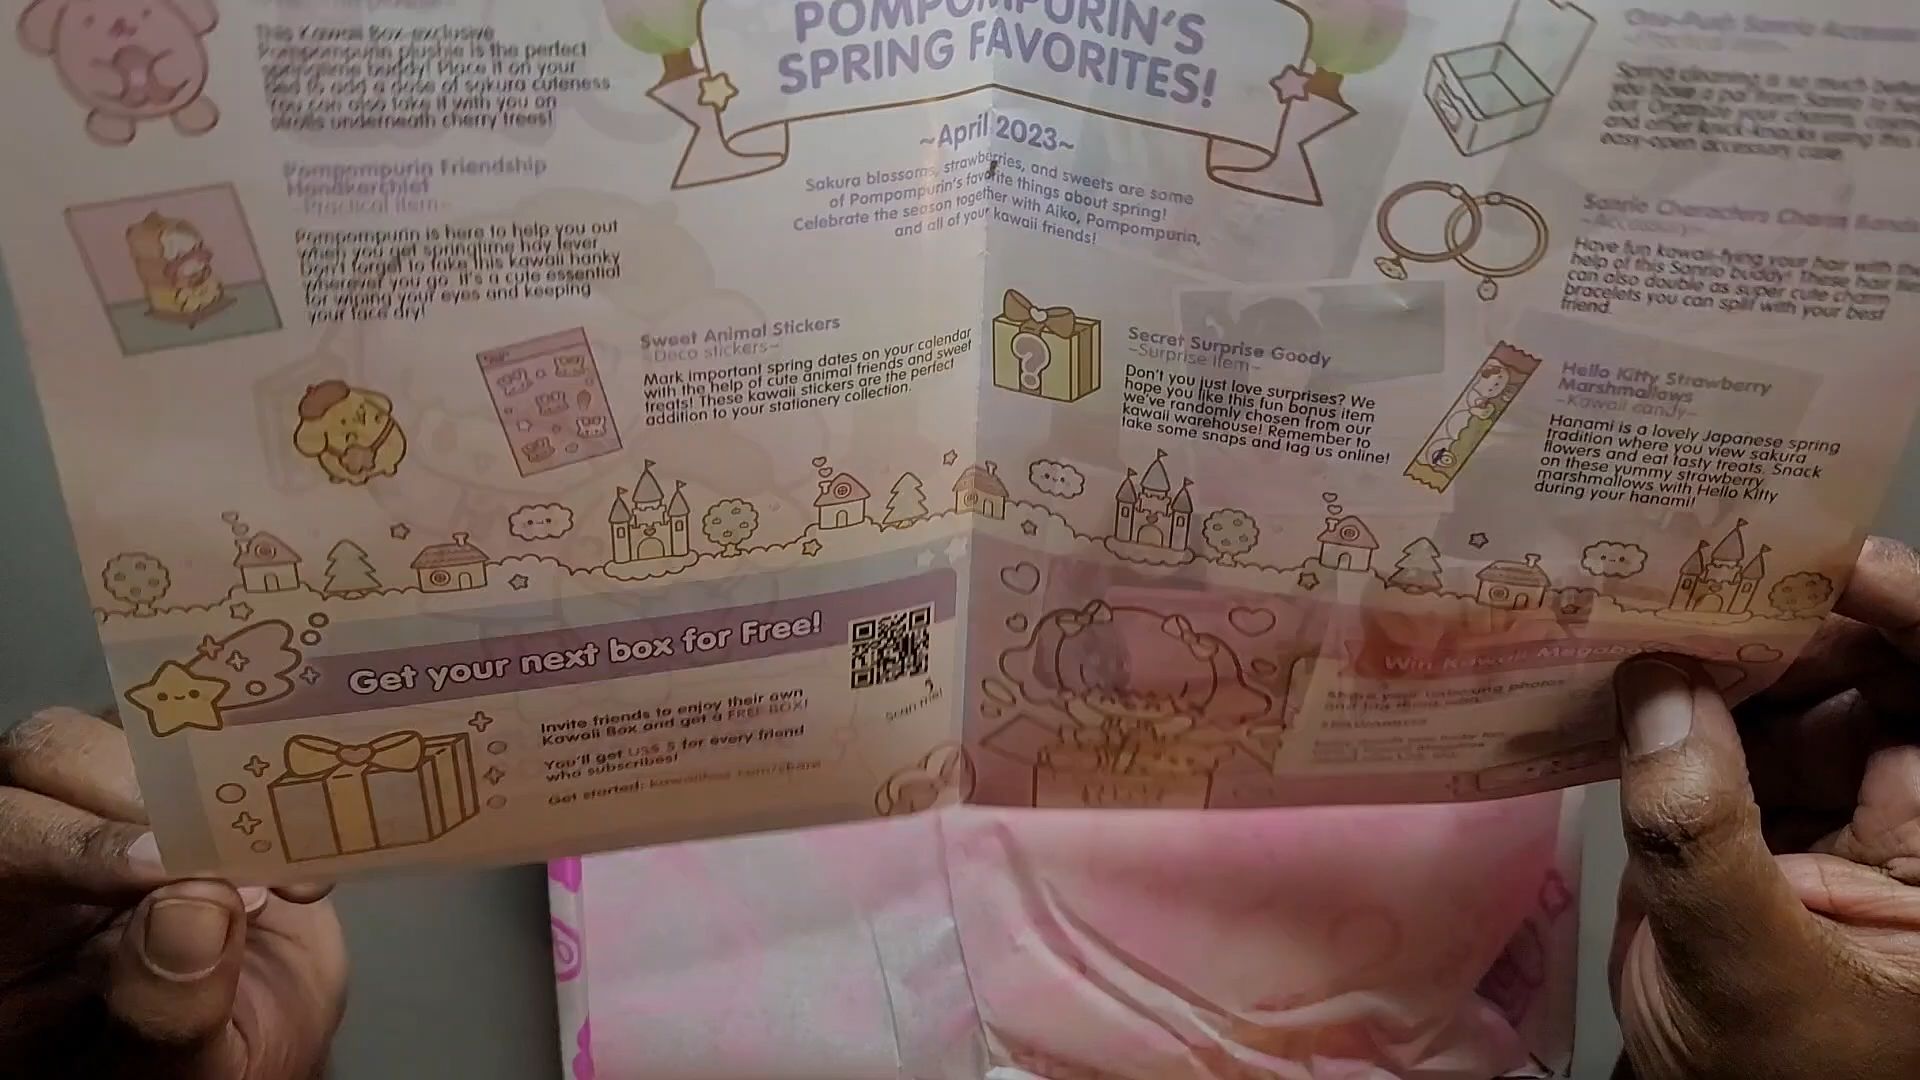 POMPOMPURIN'S
SPRING FAVORITES!
~April 2023~
Sakura blossoms, strawberries, and sweets are some
of Pompompurin's favorite things about spring!
Celebrate the season together with Aiko, Pompompurin,
and all of your kawaii friends!
This Kawaii Box-exclusive
Pompompurin plushie is the perfect
springtime buddy! Place it on your
bed to add a dose of sakura cuteness.
You can also take it with you on
strolls underneath cherry trees!
Pompompurin Friendship
Handkerchief
~Practical item~
Pompompurin is here to help you out
when you get springtime hay fever.
Don't forget to take this kawaii hanky
wherever you go. It's a cute essential
for wiping your eyes and keeping
your face dry!
Sweet Animal Stickers
~Deco stickers~
Mark important spring dates on your calendar
with the help of cute animal friends and sweet
treats! These kawaii stickers are the perfect
addition to your stationery collection.
Secret Surprise Goody
~Surprise item~
Don't you just love surprises? We
hope you like this fun bonus item
we've randomly chosen from our
kawaii warehouse! Remember to
take some snaps and tag us online!
Spring cleaning is so much
you have a pal from Sanrio to
out. Organize your charms,
and other knick-knacks using this
easy-open accessory case.
Sanrio Characters Charm
~Accessory~
Have fun kawaii-fying your hair with the
help of this Sanrio buddy! These hair
can also double as super cute charm
bracelets you can split with your best
friend.
Hello Kitty Strawberry
Marshmallows
~Kawaii candy~
Hanami is a lovely Japanese spring
tradition where you view sakura
flowers and eat tasty treats. Snack
on these yummy strawberry
marshmallows with Hello Kitty
during your hanami!
Get your next box for Free!
Invite friends to enjoy their own
Kawaii Box and get a FREE BOX!
You'll get US$ 5 for every friend
who subscribes!
Get started: kawaiibox.com/share
Scan me!
Win Kawaii